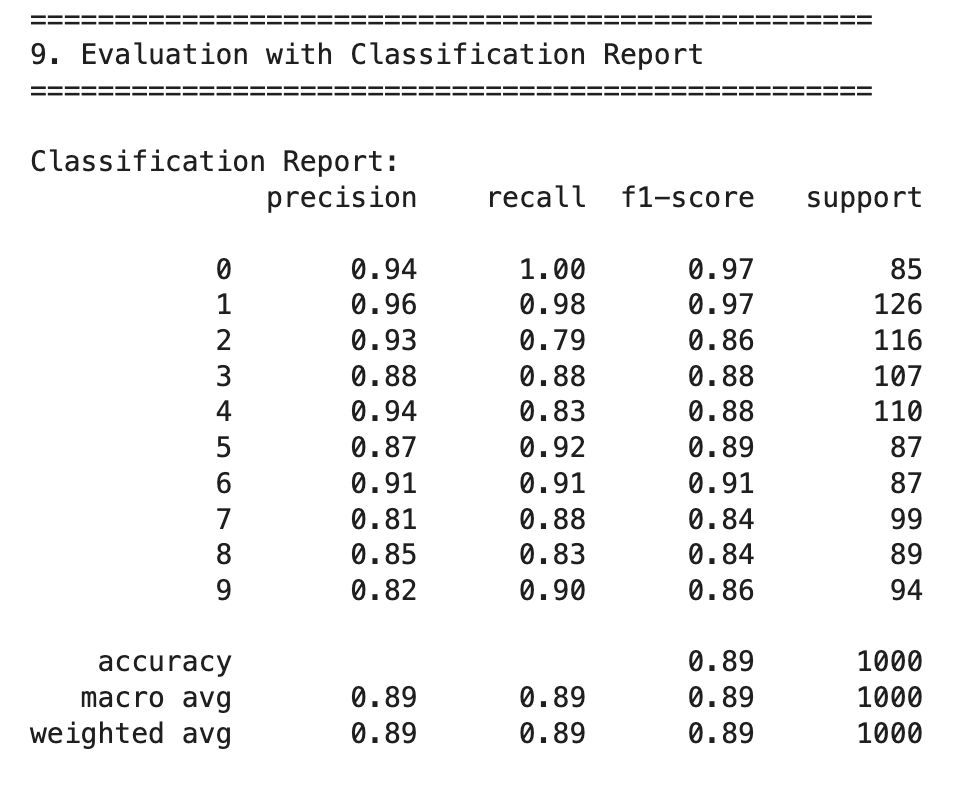 ==================================================
9. Evaluation with Classification Report
==================================================
Classification Report:
precision recall f1-score support
0 0.94 1.00 0.97 85
1 0.96 0.98 0.97 126
2 0.93 0.79 0.86 116
3 0.88 0.88 0.88 107
4 0.94 0.83 0.88 110
5 0.87 0.92 0.89 87
6 0.91 0.91 0.91 87
7 0.81 0.88 0.84 99
8 0.85 0.83 0.84 89
9 0.82 0.90 0.86 94
accuracy 0.89 1000
macro avg 0.89 0.89 0.89 1000
weighted avg 0.89 0.89 0.89 1000